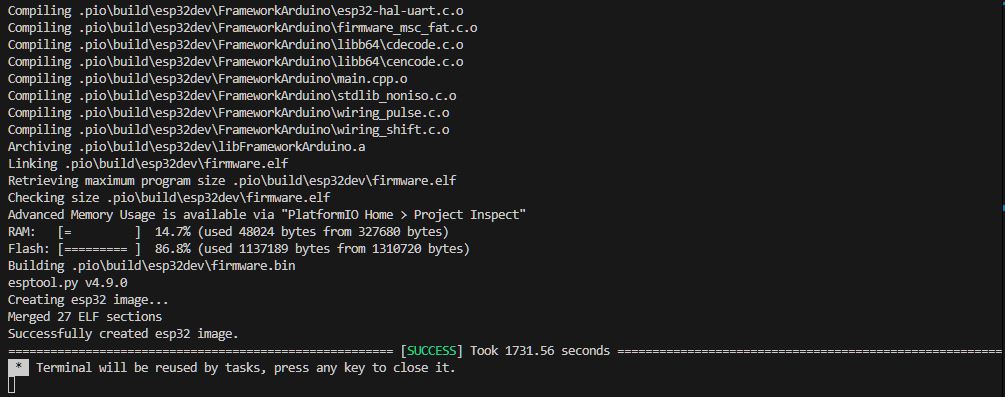 Compiling .pio\build\esp32dev\FrameworkArduino\esp32-hal-uart.c.o
Compiling .pio\build\esp32dev\FrameworkArduino\firmware_msc_fat.c.o
Compiling .pio\build\esp32dev\FrameworkArduino\libb64\cdecode.c.o
Compiling .pio\build\esp32dev\FrameworkArduino\libb64\cencode.c.o
Compiling .pio\build\esp32dev\FrameworkArduino\main.cpp.o
Compiling .pio\build\esp32dev\FrameworkArduino\stdlib_noniso.c.o
Compiling .pio\build\esp32dev\FrameworkArduino\wiring_pulse.c.o
Compiling .pio\build\esp32dev\FrameworkArduino\wiring_shift.c.o
Archiving .pio\build\esp32dev\libFrameworkArduino.a
Linking .pio\build\esp32dev\firmware.elf
Retrieving maximum program size .pio\build\esp32dev\firmware.elf
Checking size .pio\build\esp32dev\firmware.elf
Advanced Memory Usage is available via "PlatformIO Home > Project Inspect"
RAM:   [=         ]  14.7% (used 48024 bytes from 327680 bytes)
Flash: [========= ]  86.8% (used 1137189 bytes from 1310720 bytes)
Building .pio\build\esp32dev\firmware.bin
esptool.py v4.9.0
Creating esp32 image...
Merged 27 ELF sections
Successfully created esp32 image.
======================================================= [SUCCESS] Took 1731.56 seconds =======================================================
 *  Terminal will be reused by tasks, press any key to close it.